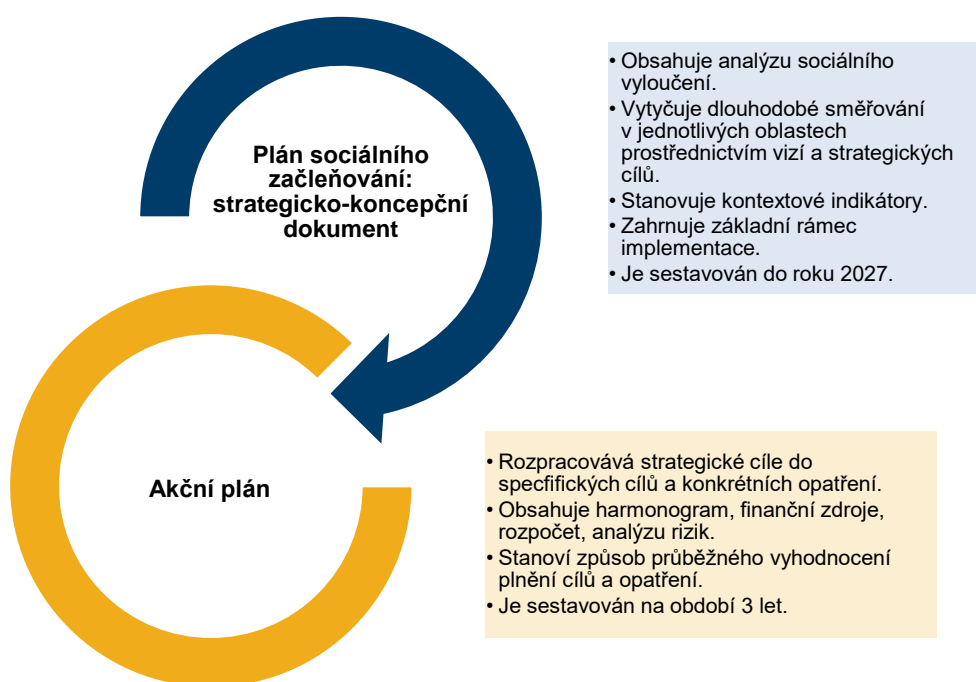 Plán sociálního
začleňování:
strategicko-koncepční
dokument
• Obsahuje analýzu sociálního
vyloučení.
• Vytyčuje dlouhodobé směřování
v jednotlivých oblastech
prostřednictvím vizí a strategických
cílů.
• Stanovuje kontextové indikátory.
• Zahrnuje základní rámec
implementace.
• Je sestavován do roku 2027.
Akční plán
• Rozpracovává strategické cíle do
specfifických cílů a konkrétních opatření.
• Obsahuje harmonogram, finanční zdroje,
rozpočet, analýzu rizik.
• Stanoví způsob průběžného vyhodnocení
plnění cílů a opatření.
• Je sestavován na období 3 let.